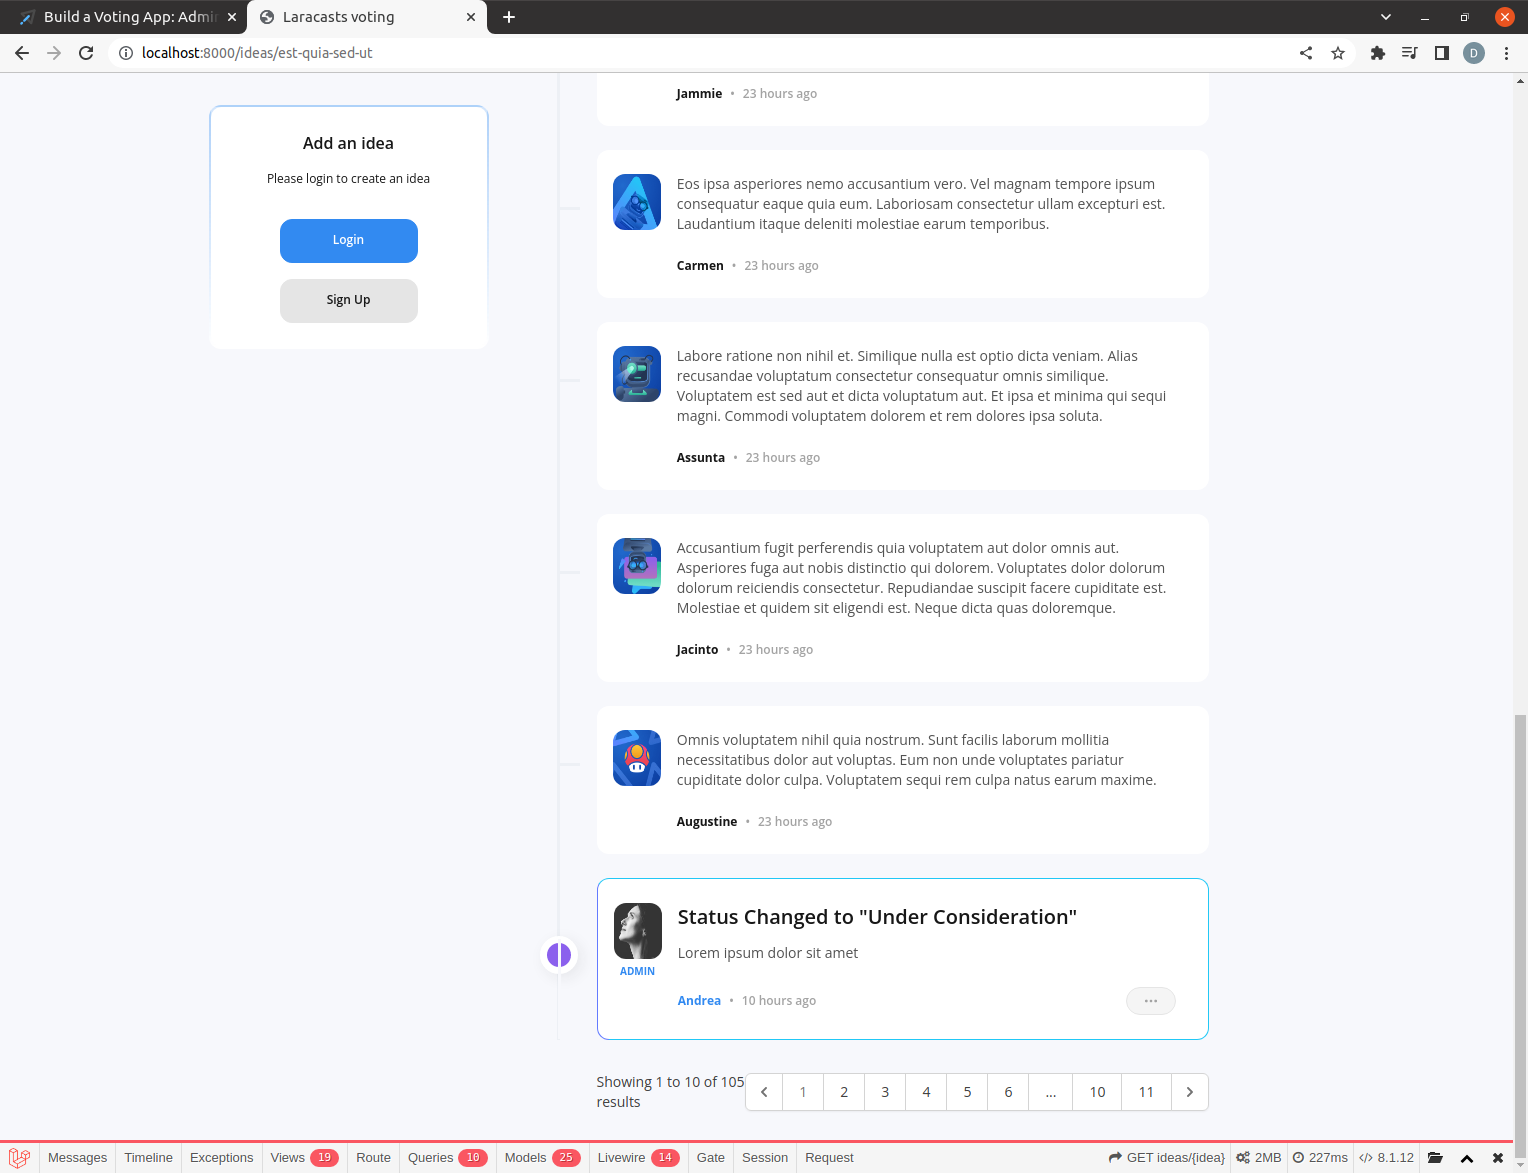 Build a Voting App: Admi
Laracasts voting
localhost:8000/ideas/est-quia-sed-ut
D
Add an idea
Please login to create an idea
Login
Sign Up
Jammie • 23 hours ago
Eos ipsa asperiores nemo accusantium vero. Vel magnam tempore ipsum
consequatur eaque quia eum. Laboriosam consectetur ullam excepturi est.
Laudantium itaque deleniti molestiae earum temporibus.
Carmen • 23 hours ago
Labore ratione non nihil et. Similique nulla est optio dicta veniam. Alias
recusandae voluptatum consectetur consequatur omnis similique.
Voluptatem est sed aut et dicta voluptatum aut. Et ipsa et minima qui sequi
magni. Commodi voluptatem dolorem et rem dolores ipsa soluta.
Assunta • 23 hours ago
Accusantium fugit perferendis quia voluptatem aut dolor omnis aut.
Asperiores fuga aut nobis distinctio qui dolorem. Voluptates dolor dolorum
dolorum reiciendis consectetur. Repudiandae suscipit facere cupiditate est.
Molestiae et quidem sit eligendi est. Neque dicta quas doloremque.
Jacinto • 23 hours ago
Omnis voluptatem nihil quia nostrum. Sunt facilis laborum mollitia
necessitatibus dolor aut voluptas. Eum non unde voluptates pariatur
cupiditate dolor culpa. Voluptatem sequi rem culpa natus earum maxime.
Augustine • 23 hours ago
Status Changed to "Under Consideration"
Lorem ipsum dolor sit amet
ADMIN
Andrea • 10 hours ago
Showing 1 to 10 of 105
results
1 2 3 4 5 6 ... 10 11
Messages Timeline Exceptions Views 19 Route Queries 10 Models 25 Livewire 14 Gate Session Request GET ideas/{idea} 2MB 227ms 8.1.12